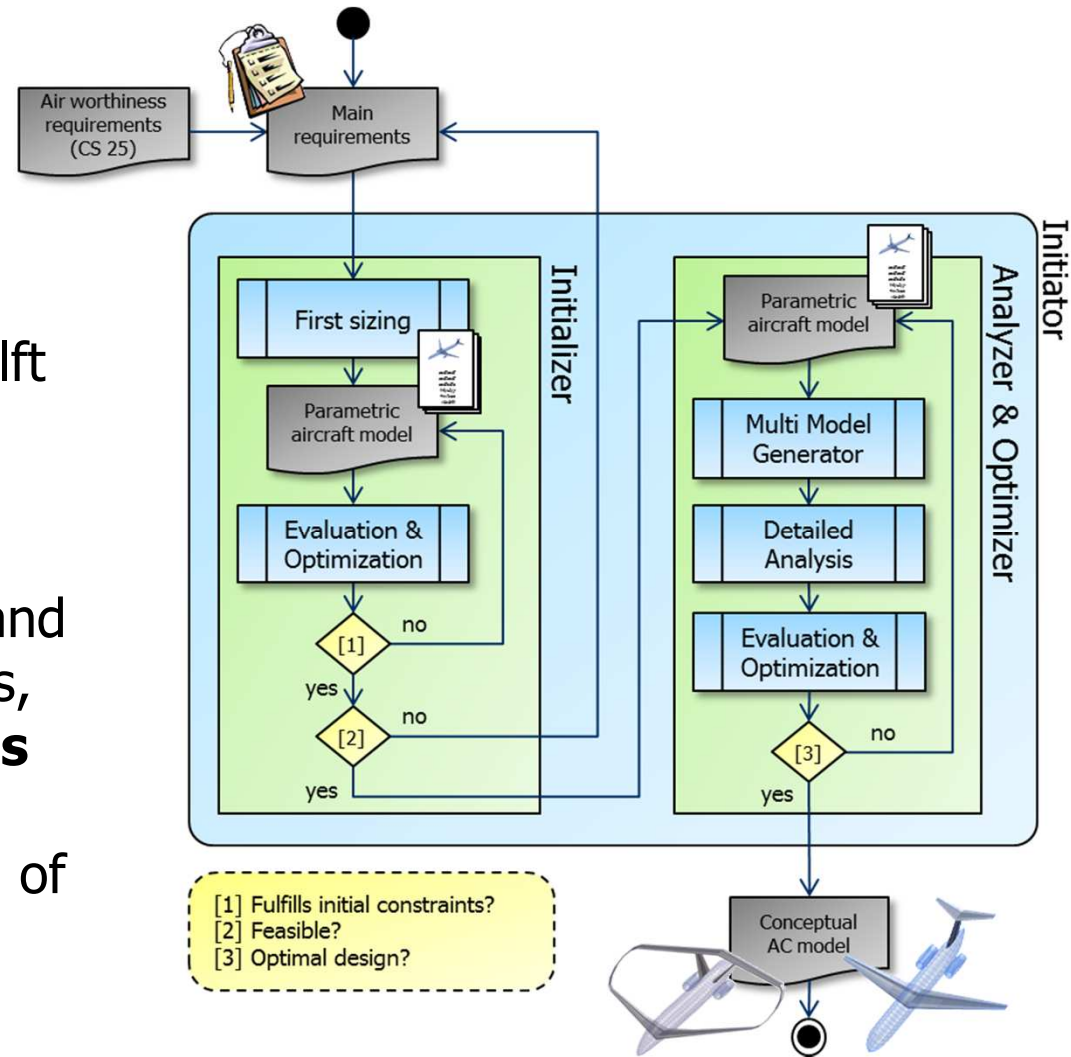 Air worthiness
requirements
(CS 25)
Main
requirements
lft
and
s,
s
of
Initiator
Initializer
First sizing
Parametric
aircraft model
Evaluation &
Optimization
[1]
no
yes
[2]
no
yes
Analyzer & Optimizer
Parametric
aircraft model
Multi Model
Generator
Detailed
Analysis
Evaluation &
Optimization
[3]
no
yes
[1] Fulfills initial constraints?
[2] Feasible?
[3] Optimal design?
Conceptual
AC model